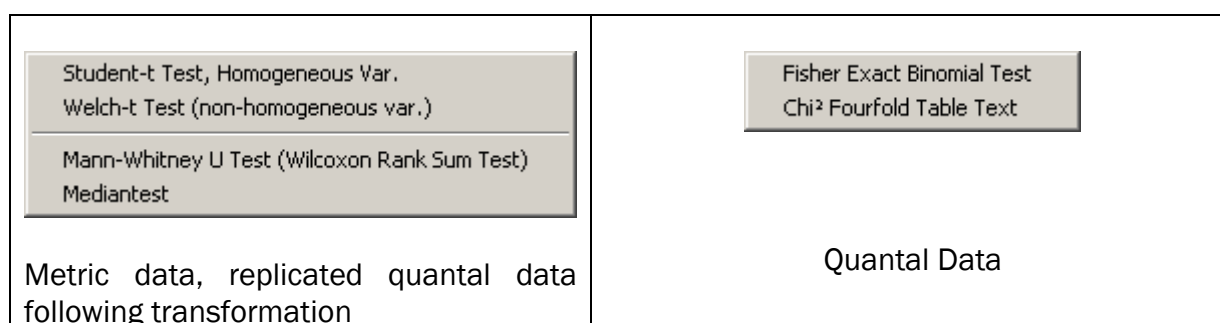 Student-t Test, Homogeneous Var.
Welch-t Test (non-homogeneous var.)
Mann-Whitney U Test (Wilcoxon Rank Sum Test)
Mediantest
Metric data, replicated quantal data
following transformation
Fisher Exact Binomial Test
Chi² Fourfold Table Text
Quantal Data